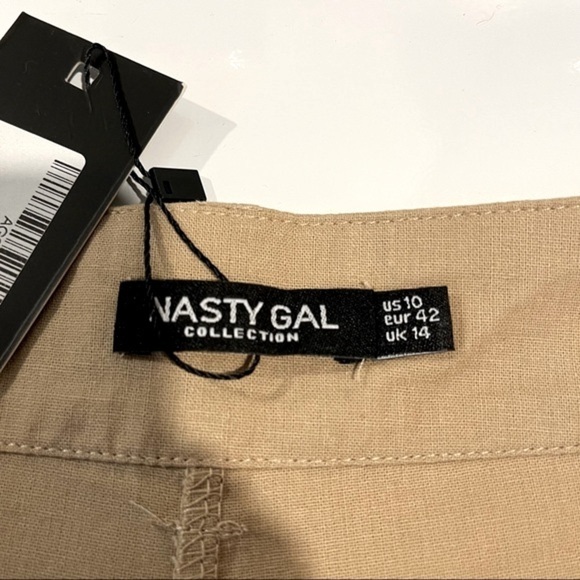 NASTY GAL
COLLECTION
us 10
eur 42
uk 14